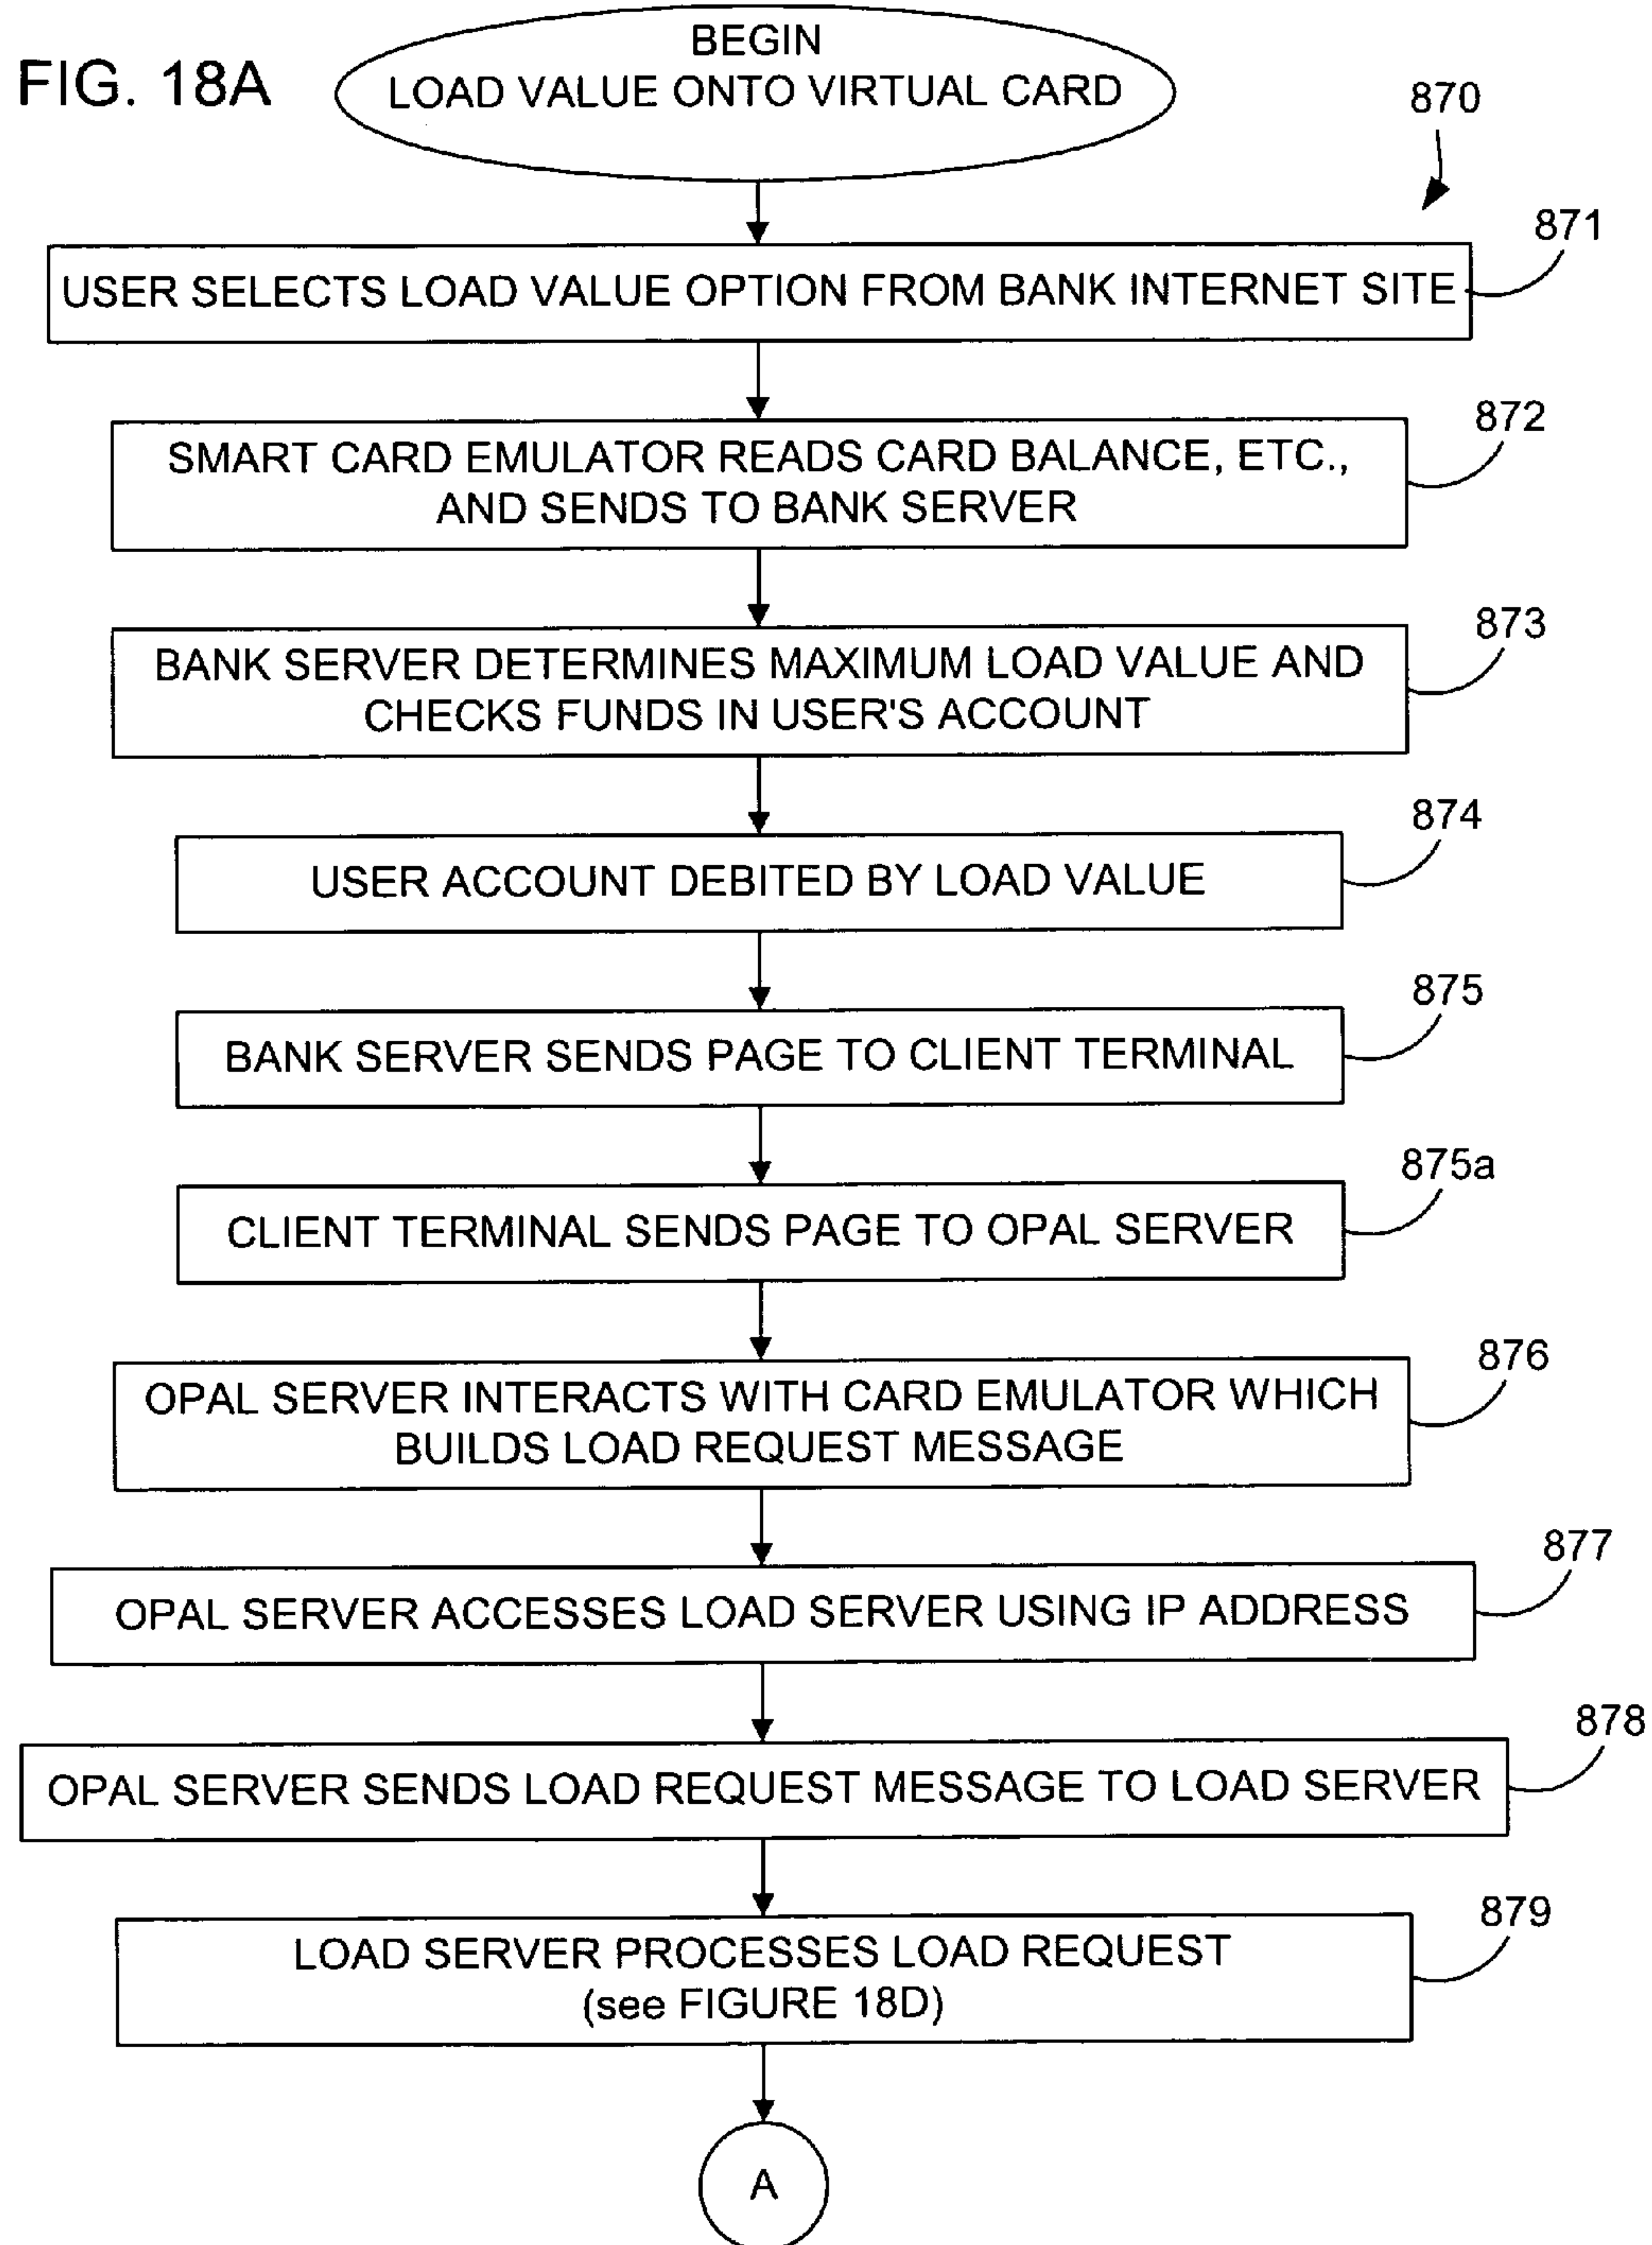 FIG. 18A
BEGIN
LOAD VALUE ONTO VIRTUAL CARD
870
871
USER SELECTS LOAD VALUE OPTION FROM BANK INTERNET SITE
872
SMART CARD EMULATOR READS CARD BALANCE, ETC.,
AND SENDS TO BANK SERVER
873
BANK SERVER DETERMINES MAXIMUM LOAD VALUE AND
CHECKS FUNDS IN USER'S ACCOUNT
874
USER ACCOUNT DEBITED BY LOAD VALUE
875
BANK SERVER SENDS PAGE TO CLIENT TERMINAL
875a
CLIENT TERMINAL SENDS PAGE TO OPAL SERVER
876
OPAL SERVER INTERACTS WITH CARD EMULATOR WHICH
BUILDS LOAD REQUEST MESSAGE
877
OPAL SERVER ACCESSES LOAD SERVER USING IP ADDRESS
878
OPAL SERVER SENDS LOAD REQUEST MESSAGE TO LOAD SERVER
879
LOAD SERVER PROCESSES LOAD REQUEST
(see FIGURE 18D)
A